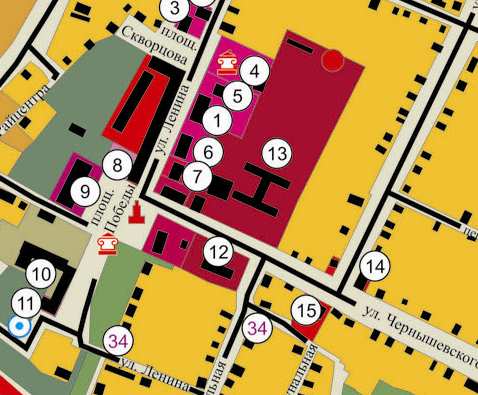 3
площ.
Скворцова
4
5
1
ул. Ленина
райцентра
6
13
8
7
9
площ.
Победы
12
10
14
11
15
34
34
ул. Чернышевского
ул. Ленина